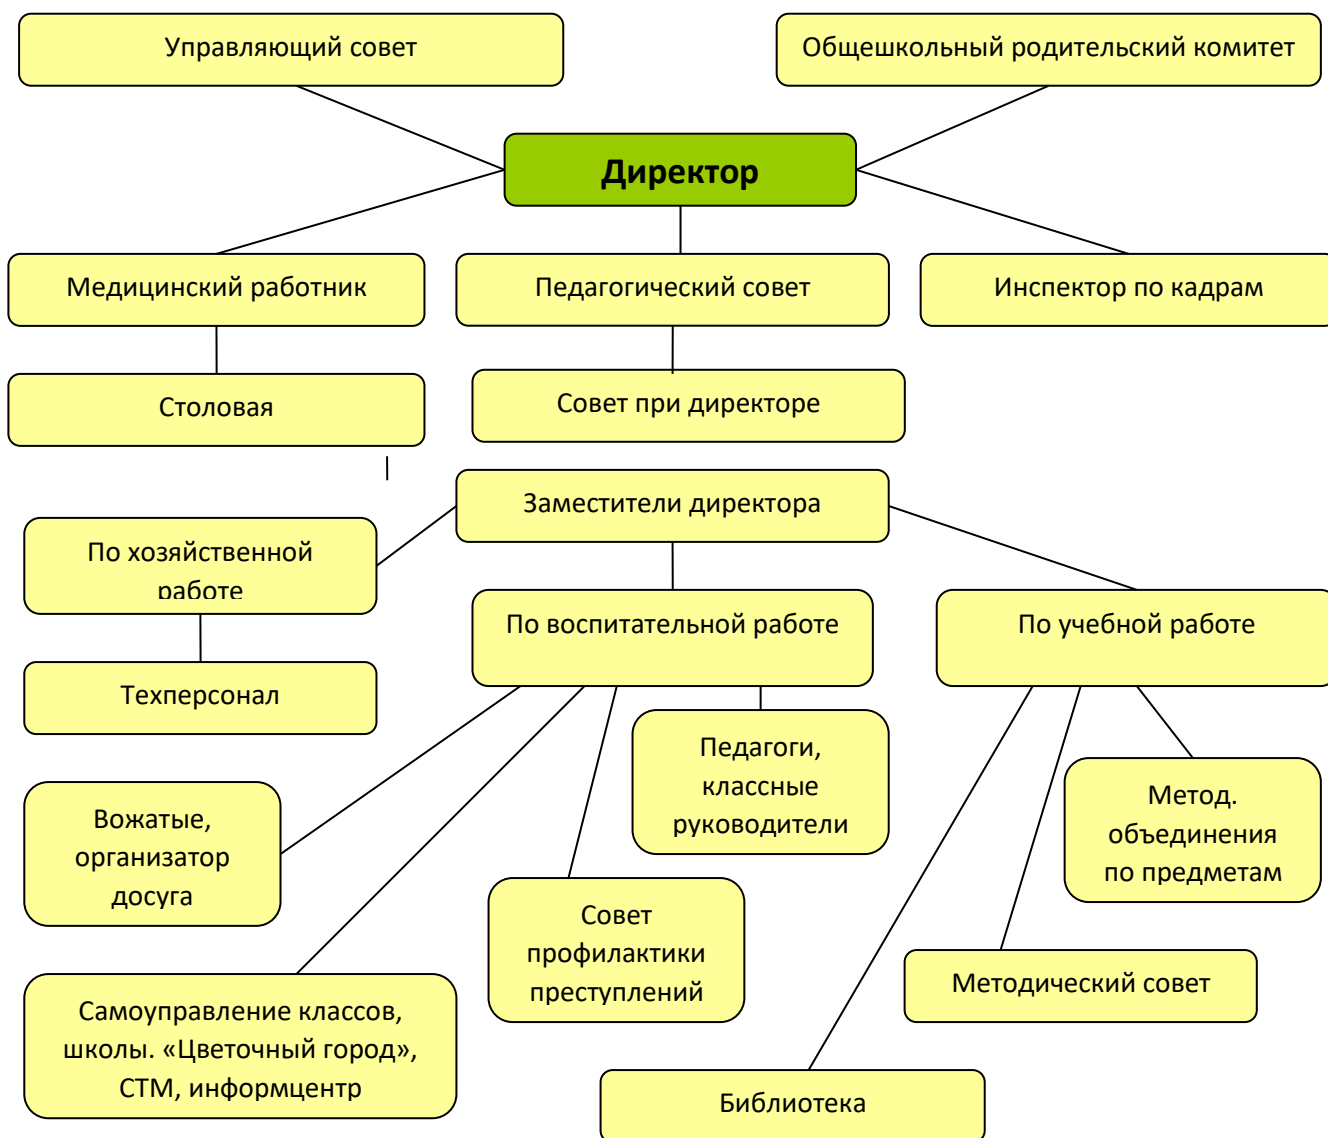 Управляющий совет
Общешкольный родительский комитет
Директор
Медицинский работник
Педагогический совет
Инспектор по кадрам
Столовая
Совет при директоре
Заместители директора
По хозяйственной
работе
По воспитательной работе
По учебной работе
Техперсонал
Педагоги,
классные
руководители
Метод.
объединения
по предметам
Вожатые,
организатор
досуга
Совет
профилактики
преступлений
Методический совет
Самоуправление классов,
школы. «Цветочный город»,
СТМ, информцентр
Библиотека